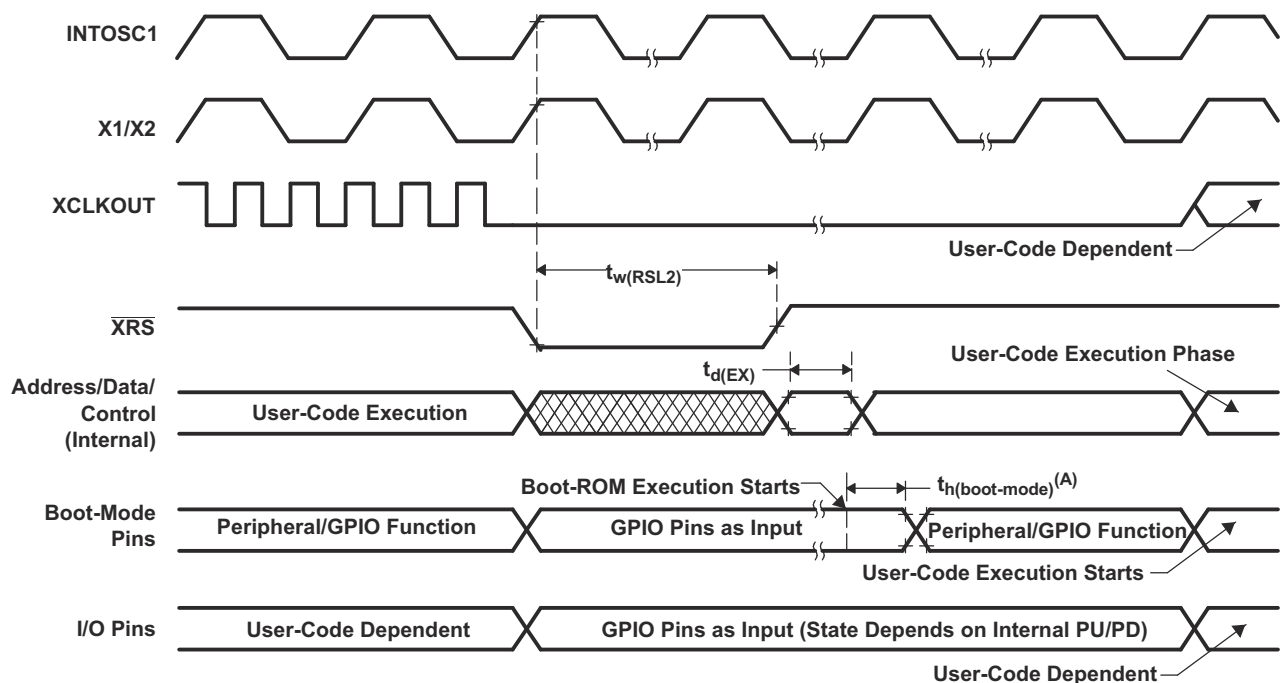 INTOSC1
X1/X2
XCLKOUT
User-Code Dependent
tw(RSL2)
XRS
User-Code Execution Phase
td(EX)
Address/Data/
Control
(Internal)
User-Code Execution
Boot-ROM Execution Starts
th(boot-mode)(A)
Boot-Mode
Pins
Peripheral/GPIO Function
GPIO Pins as Input
Peripheral/GPIO Function
User-Code Execution Starts
I/O Pins
User-Code Dependent
GPIO Pins as Input (State Depends on Internal PU/PD)
User-Code Dependent